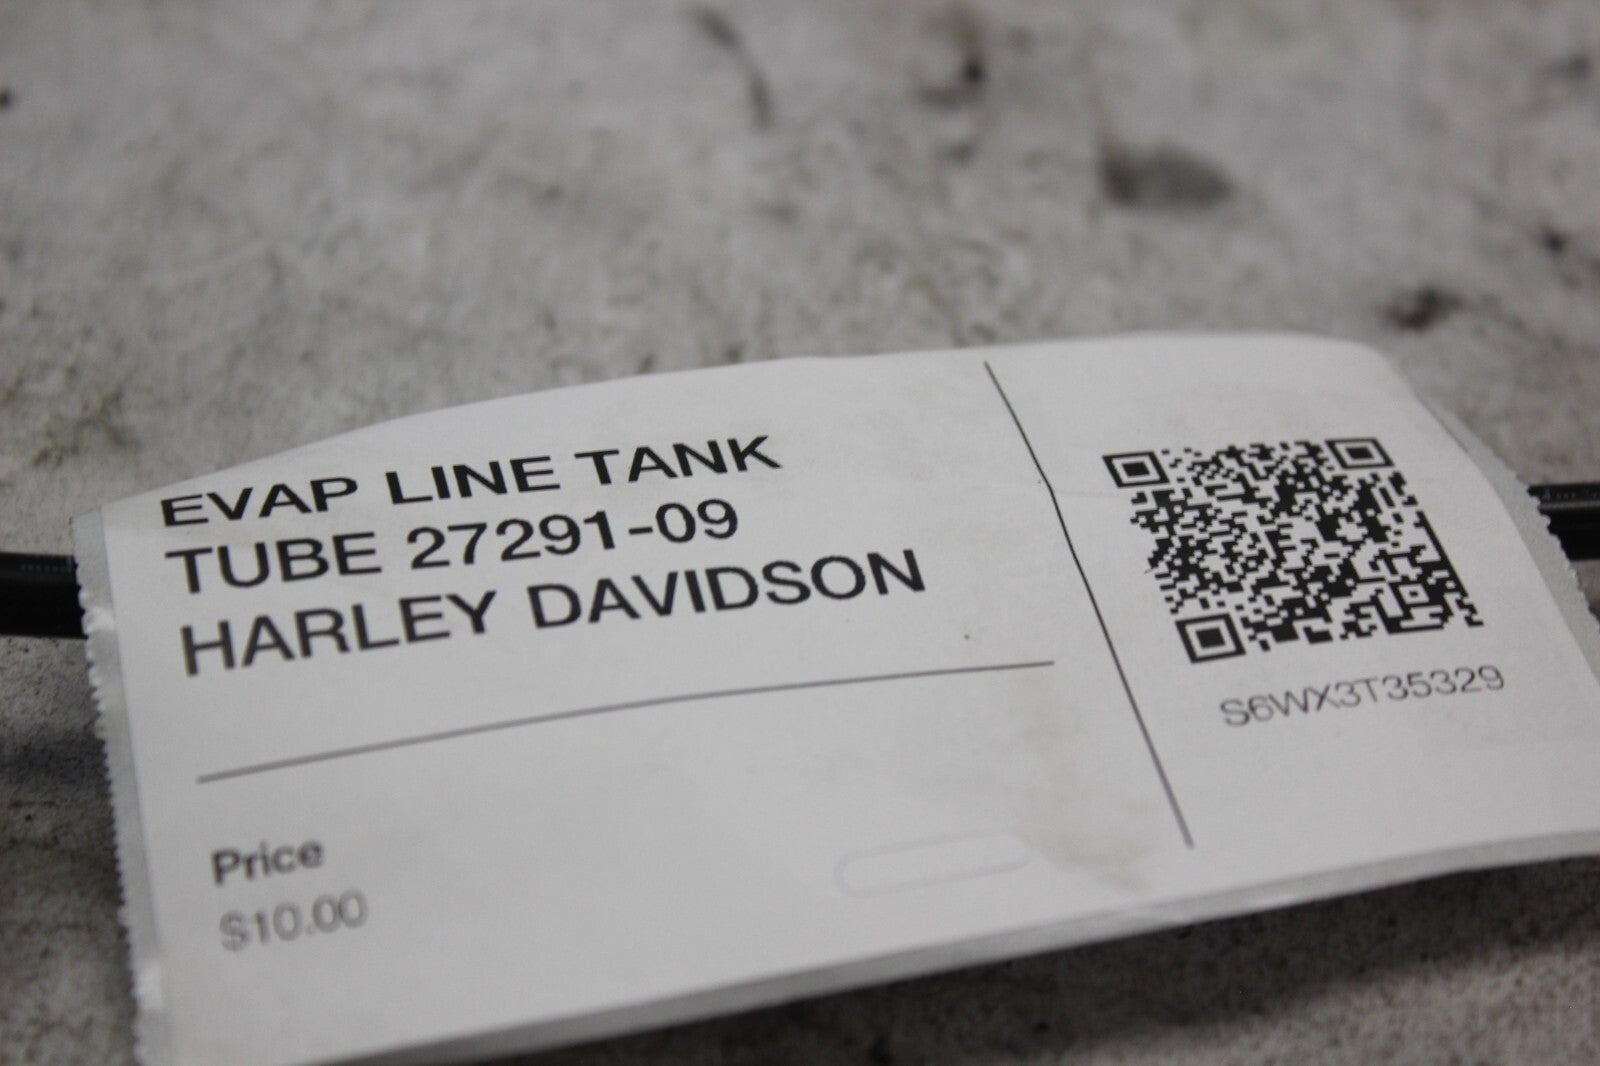 EVAP LINE TANK
TUBE 27291-09
HARLEY DAVIDSON
Price
$10.00
S6WX3T35329